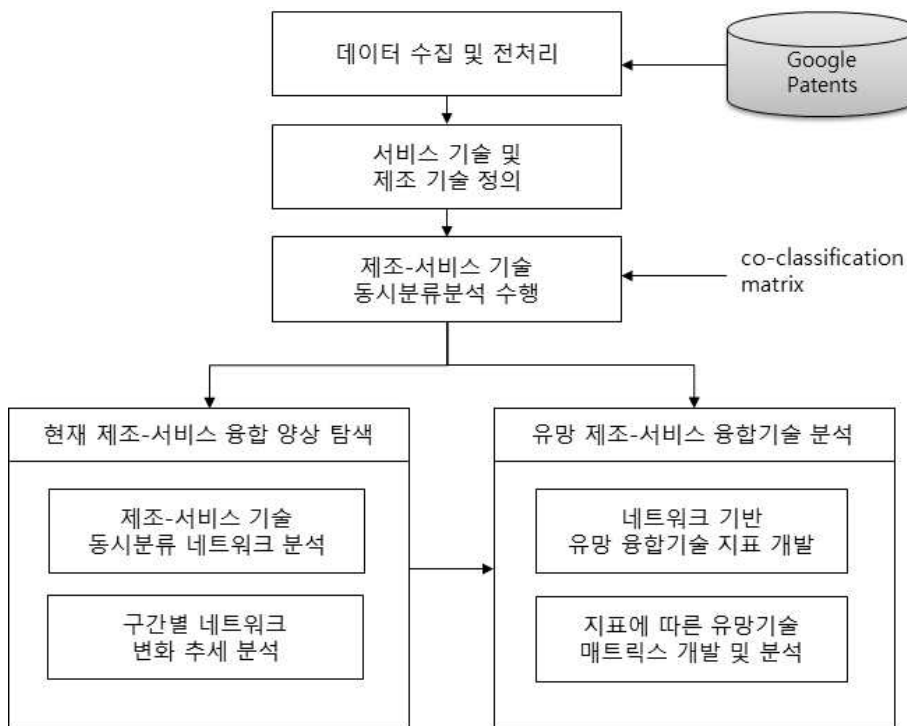 데이터 수집 및 전처리
Google
Patents
서비스 기술 및
제조 기술 정의
제조-서비스 기술
동시분류분석 수행
co-classification
matrix
현재 제조-서비스 융합 양상 탐색
제조-서비스 기술
동시분류 네트워크 분석
구간별 네트워크
변화 추세 분석
유망 제조-서비스 융합기술 분석
네트워크 기반
유망 융합기술 지표 개발
지표에 따른 유망기술
매트릭스 개발 및 분석